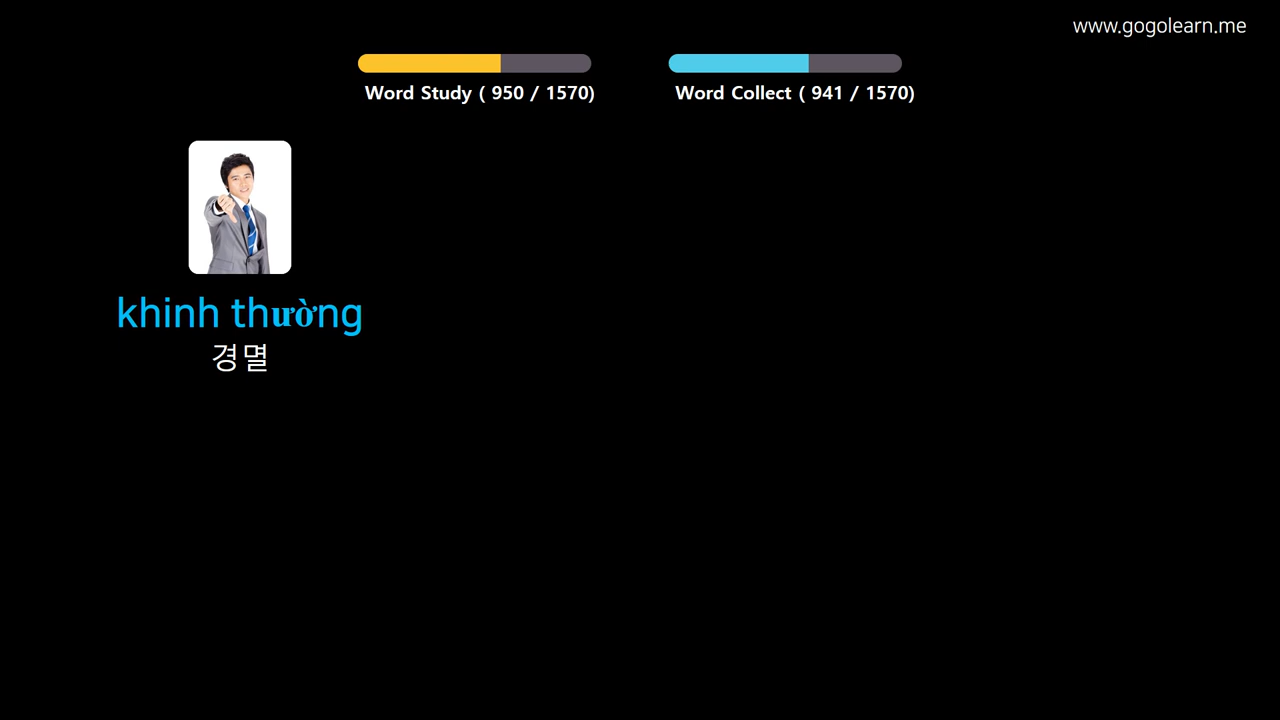 www.gogolearn.me
Word Study ( 950 / 1570)
Word Collect ( 941 / 1570)
khinh thường
경멸